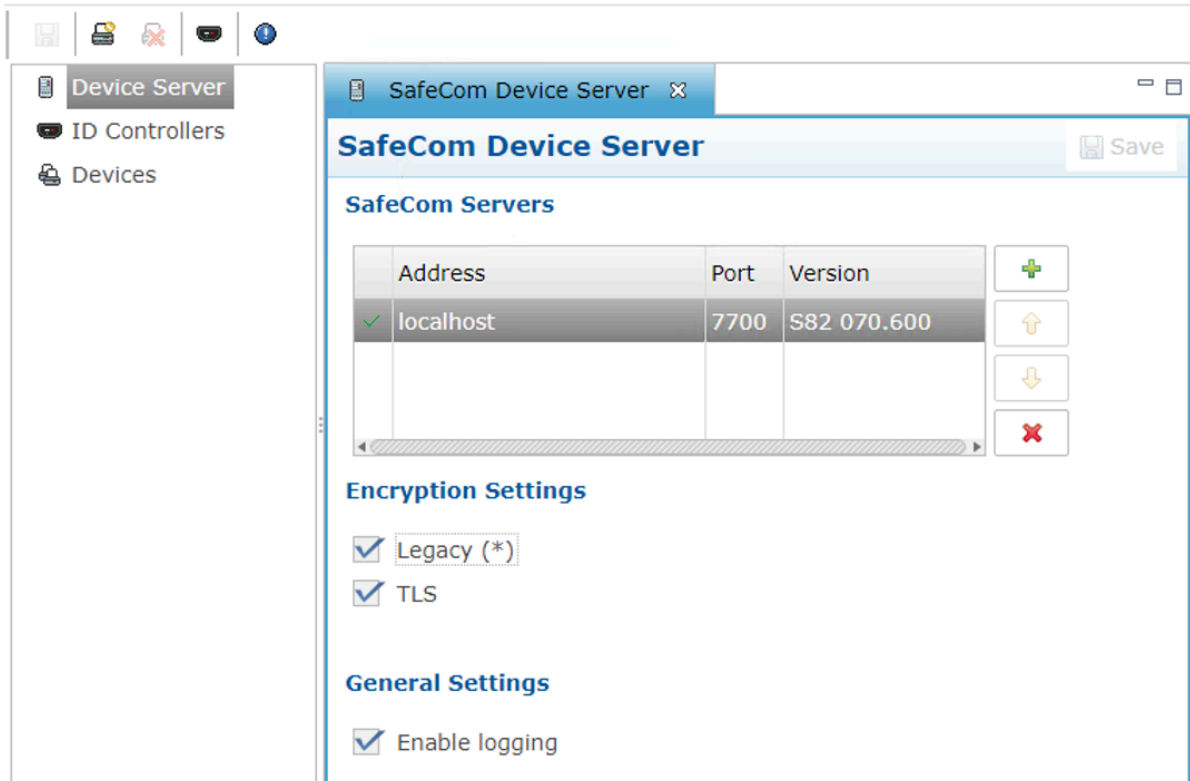 Device Server
ID Controllers
Devices
SafeCom Device Server
SafeCom Device Server
Save
SafeCom Servers
Address Port Version
localhost 7700 S82 070.600
Encryption Settings
Legacy (*)
TLS
General Settings
Enable logging